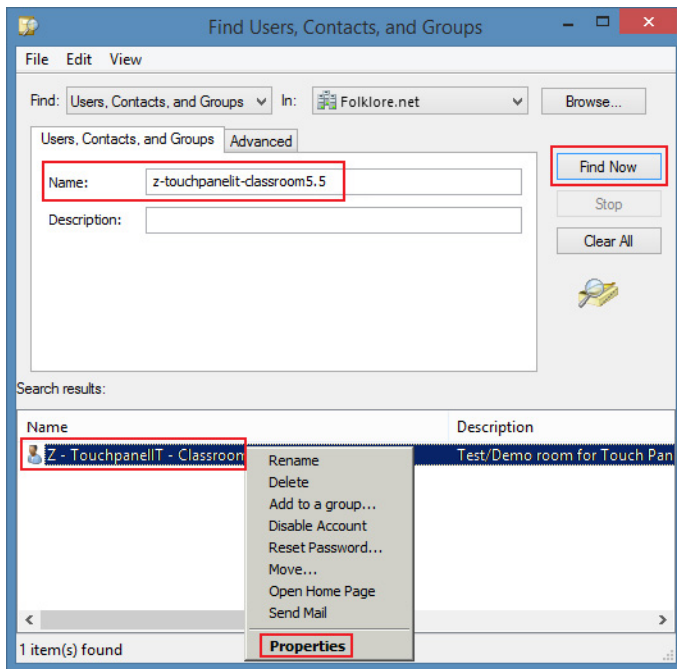 Find Users, Contacts, and Groups
File Edit View
Find: Users, Contacts, and Groups In: Folklore.net Browse...
Users, Contacts, and Groups Advanced
Find Now
Name: z-touchpanelit-classroom5.5
Stop
Description:
Clear All
Search results:
Name Description
Z - TouchpanelIT - Classroom Test/Demo room for Touch Pan
Rename
Delete
Add to a group...
Disable Account
Reset Password...
Move...
Open Home Page
Send Mail
Properties
1 item(s) found